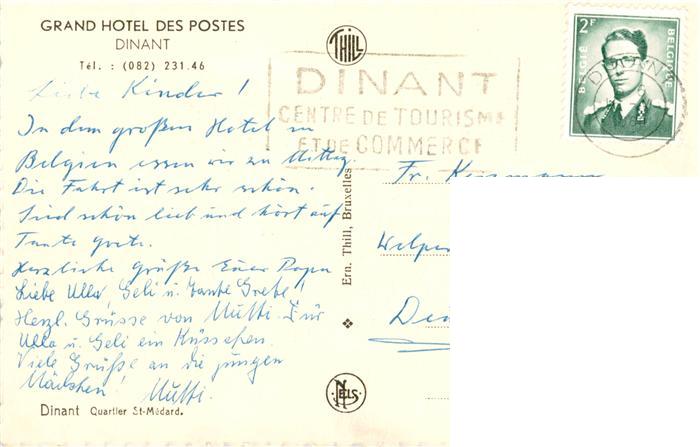 GRAND HOTEL DES POSTES
DINANT
Tél. : (082) 231.46
THILL
DINANT
CENTRE DE TOURISME
ET DE COMMERCE
2F
BELGIE BELGIQUE
DINANT
Liebe Kinder!
In dem großen Hotel in
Belgien essen wir zu Mittag.
Die Fahrt ist sehr schön.
Seid schön lieb und hört auf
Tante Grete.
Herzliche Grüße Euer Papa
Liebe Ulla, Geli u. Tante Grete!
Herzl. Grüsse von Mutti. Für
Ulla u. Geli ein Küsschen.
Viele Grüße an die jungen
Mädchen! Mutti.
Ern. Thill, Bruxelles
Fr.
NELS
Dinant Quartier St-Médard.